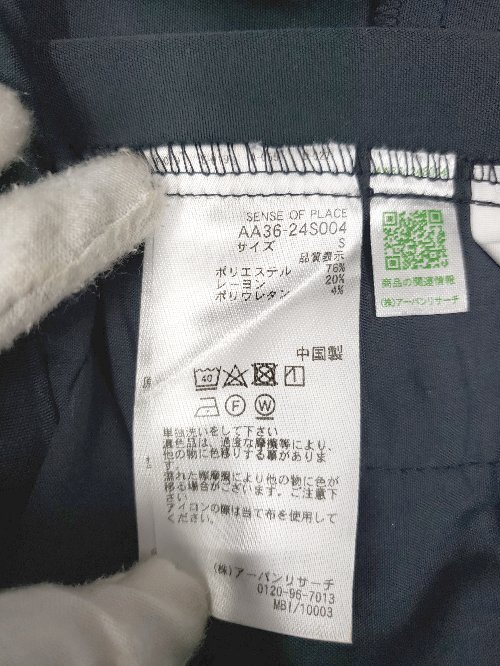 SENSE OF PLACE
AA36-24S004
サイズ S
品質表示
ポリエステル 76%
レーヨン 20%
ポリウレタン 4%
中国製
40
F W
単独洗いをして下さい
濃色品は、過度な摩擦等により、
他の物に色移りする事があります
濡れた際摩擦により他の物に色が
移る場合がございます。ご注意下
さい
アイロンの際は当て布を使用して
ください。
(株)アーバンリサーチ
0120-96-7013
MBI/10003
商品の関連情報
(株)アーバンリサーチ